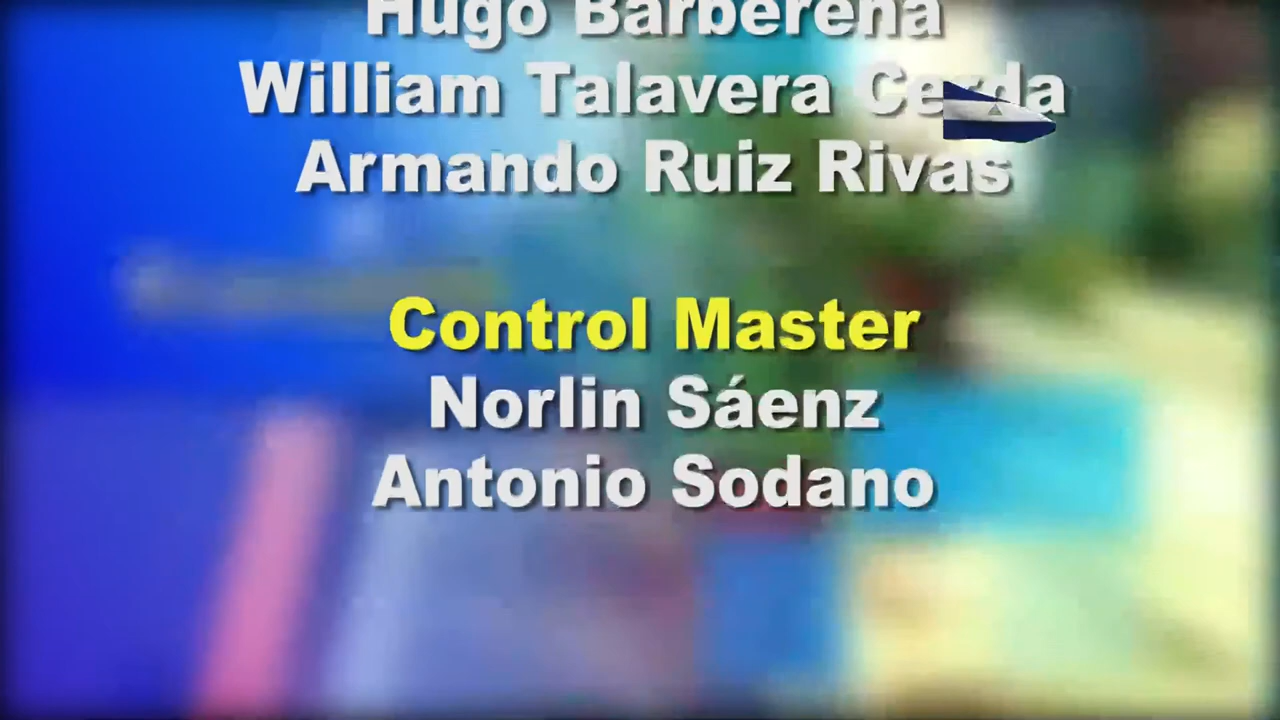 Hugo Barberena
William Talavera Cerda
Armando Ruiz Rivas
Control Master
Norlin Sáenz
Antonio Sodano